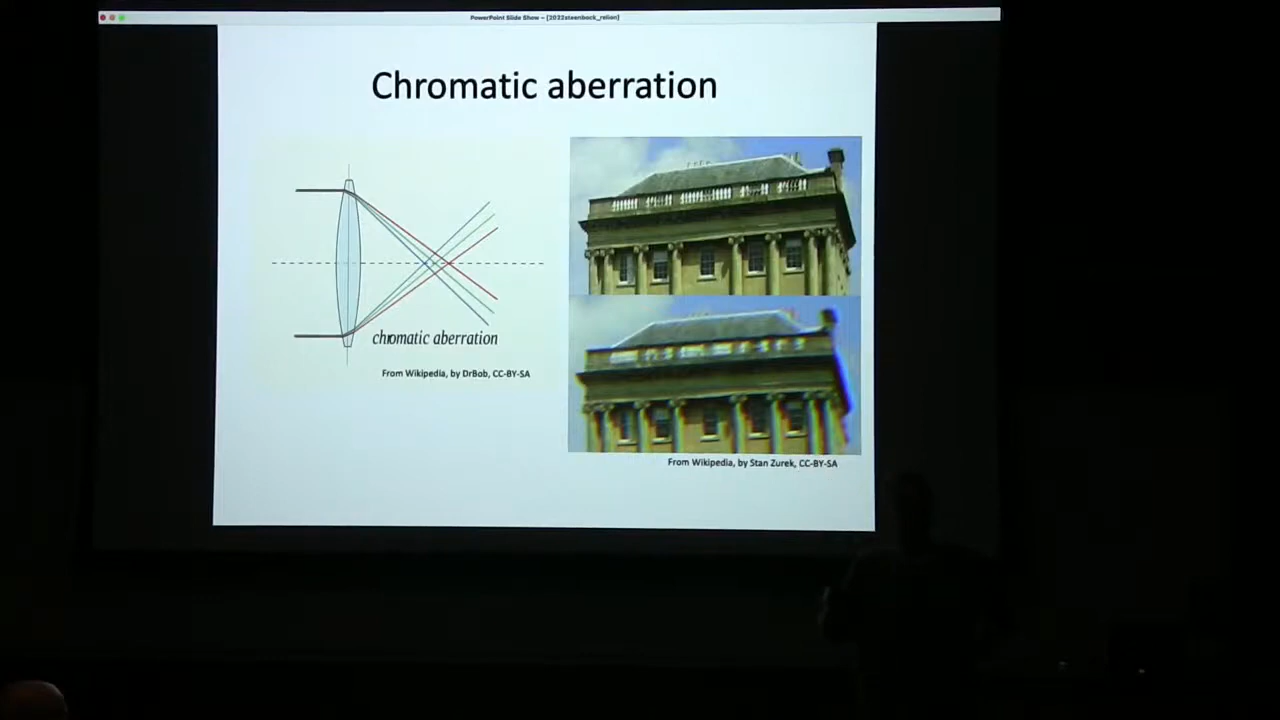 PowerPoint Slide Show - [2022steenbock_relion]
Chromatic aberration
chromatic aberration
From Wikipedia, by DrBob, CC-BY-SA
From Wikipedia, by Stan Zurek, CC-BY-SA